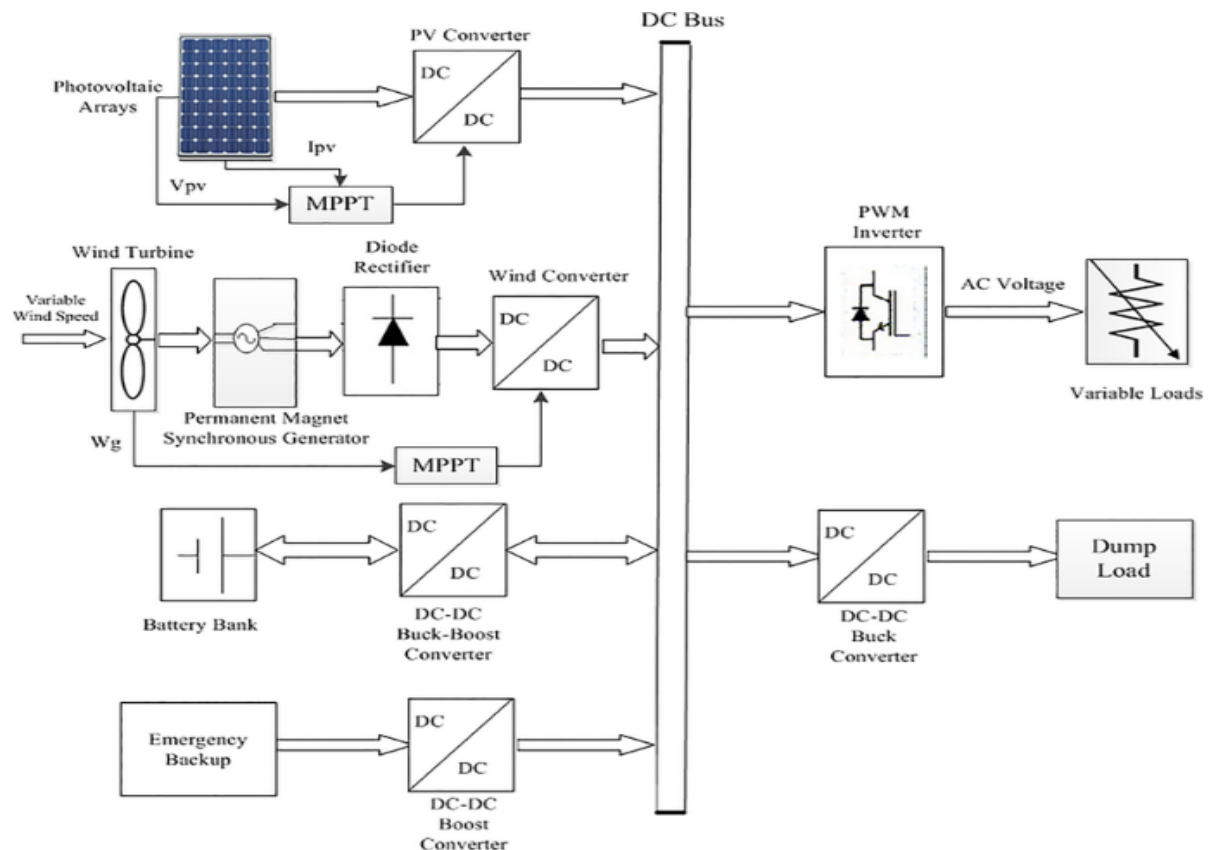 DC Bus
PV Converter
DC
DC
Photovoltaic
Arrays
Ipv
Vpv
MPPT
Wind Turbine
Variable
Wind Speed
Diode
Rectifier
Wind Converter
DC
DC
Permanent Magnet
Synchronous Generator
Wg
MPPT
DC
DC
Battery Bank
DC-DC
Buck-Boost
Converter
Emergency
Backup
DC
DC
DC-DC
Boost
Converter
PWM
Inverter
AC Voltage
Variable Loads
DC
DC
DC-DC
Buck
Converter
Dump
Load